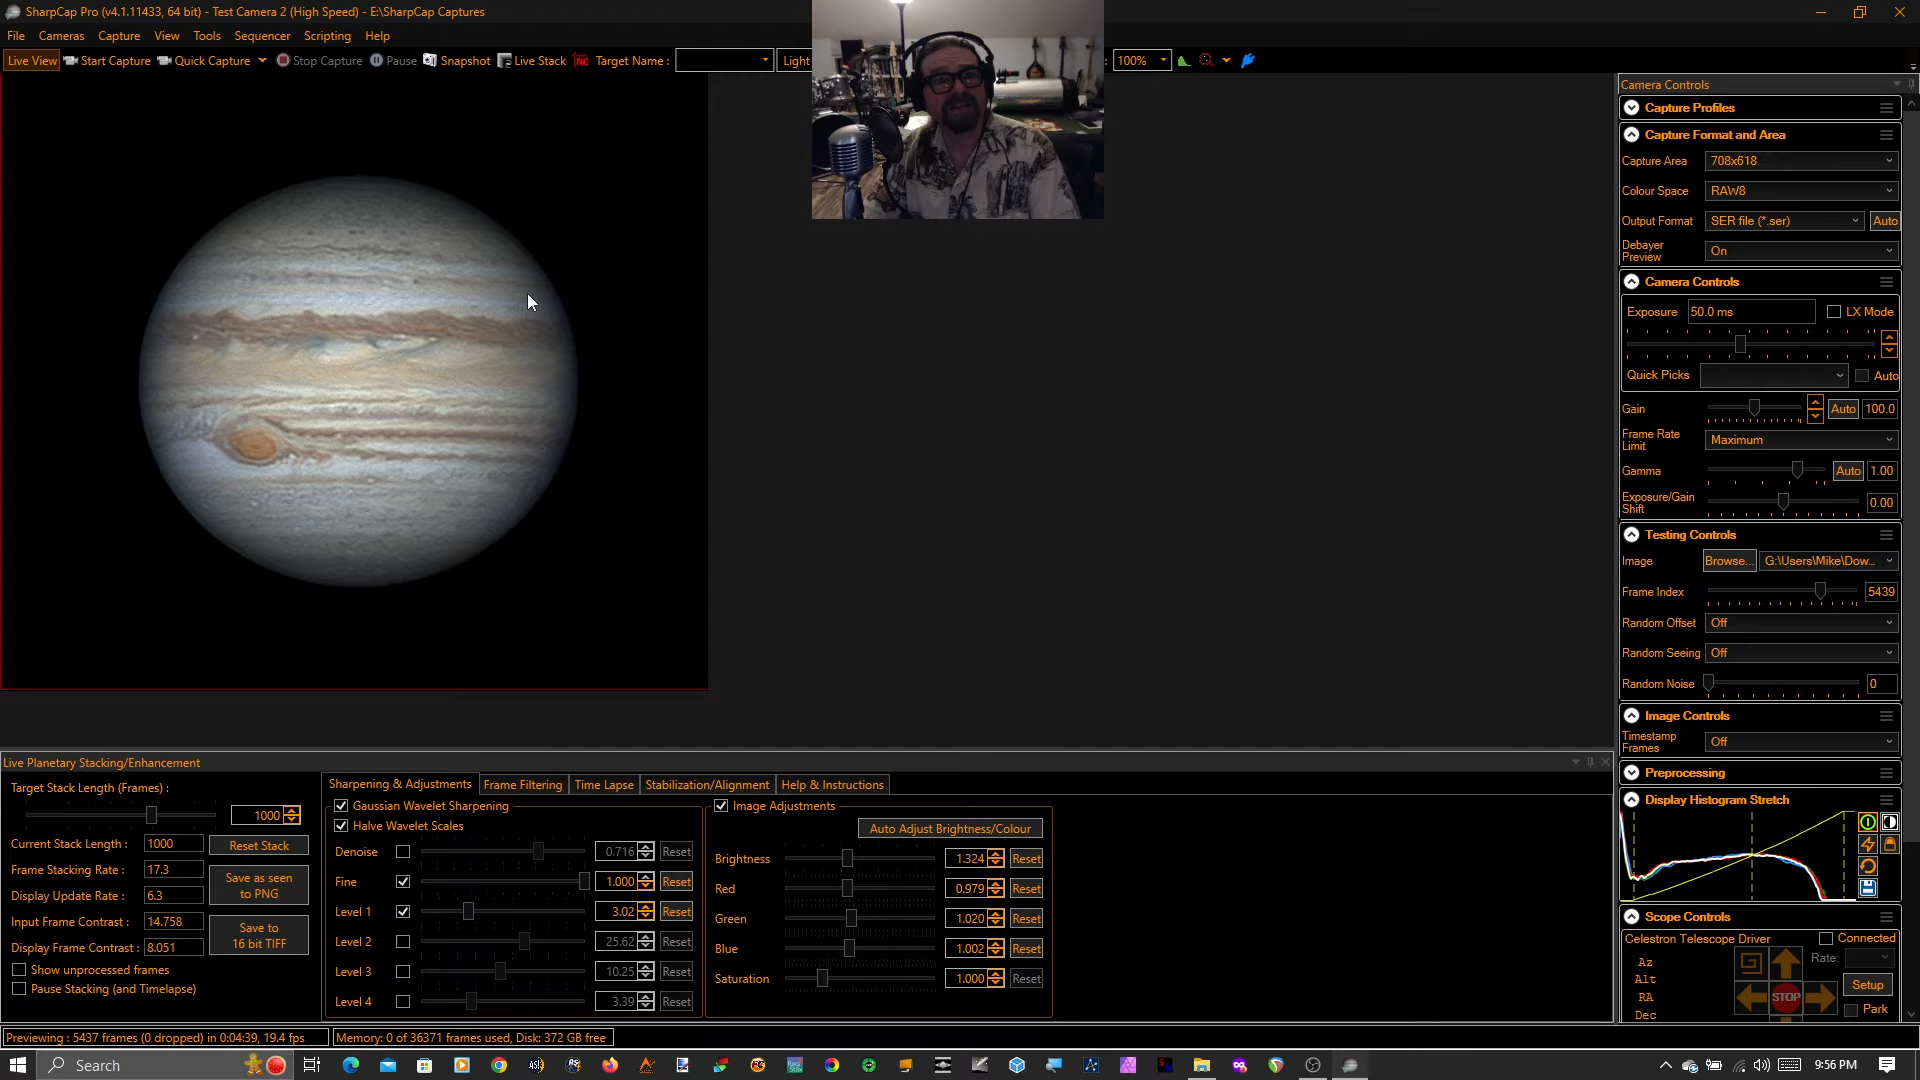 SharpCap Pro (v4.1.11433, 64 bit) - Test Camera 2 (High Speed) - E:\SharpCap Captures
File Cameras Capture View Tools Sequencer Scripting Help
Live View Start Capture Quick Capture Stop Capture Pause Snapshot Live Stack Target Name : Light : 100%
Camera Controls
Capture Profiles
Capture Format and Area
Capture Area 708x618
Colour Space RAW8
Output Format SER file (*.ser) Auto
Debayer Preview On
Camera Controls
Exposure 50.0 ms LX Mode
Quick Picks Auto
Gain Auto 100.0
Frame Rate Limit Maximum
Gamma Auto 1.00
Exposure/Gain Shift 0.00
Testing Controls
Image Browse... G:\Users\Mike\Dow...
Frame Index 5439
Random Offset Off
Random Seeing Off
Random Noise 0
Image Controls
Timestamp Frames Off
Preprocessing
Display Histogram Stretch
Scope Controls
Celestron Telescope Driver Connected
Az Rate:
Alt Setup
RA STOP Park
Dec
Live Planetary Stacking/Enhancement
Target Stack Length (Frames) :
1000
Current Stack Length : 1000 Reset Stack
Frame Stacking Rate : 17.3 Save as seen to PNG
Display Update Rate : 6.3
Input Frame Contrast : 14.758 Save to 16 bit TIFF
Display Frame Contrast : 8.051
Show unprocessed frames
Pause Stacking (and Timelapse)
Sharpening & Adjustments Frame Filtering Time Lapse Stabilization/Alignment Help & Instructions
Gaussian Wavelet Sharpening
Halve Wavelet Scales
Denoise 0.716 Reset
Fine 1.000 Reset
Level 1 3.02 Reset
Level 2 25.62 Reset
Level 3 10.25 Reset
Level 4 3.39 Reset
Image Adjustments
Auto Adjust Brightness/Colour
Brightness 1.324 Reset
Red 0.979 Reset
Green 1.020 Reset
Blue 1.002 Reset
Saturation 1.000 Reset
Previewing : 5437 frames (0 dropped) in 0:04:39, 19.4 fps Memory: 0 of 36371 frames used, Disk: 372 GB free
Search 9:56 PM